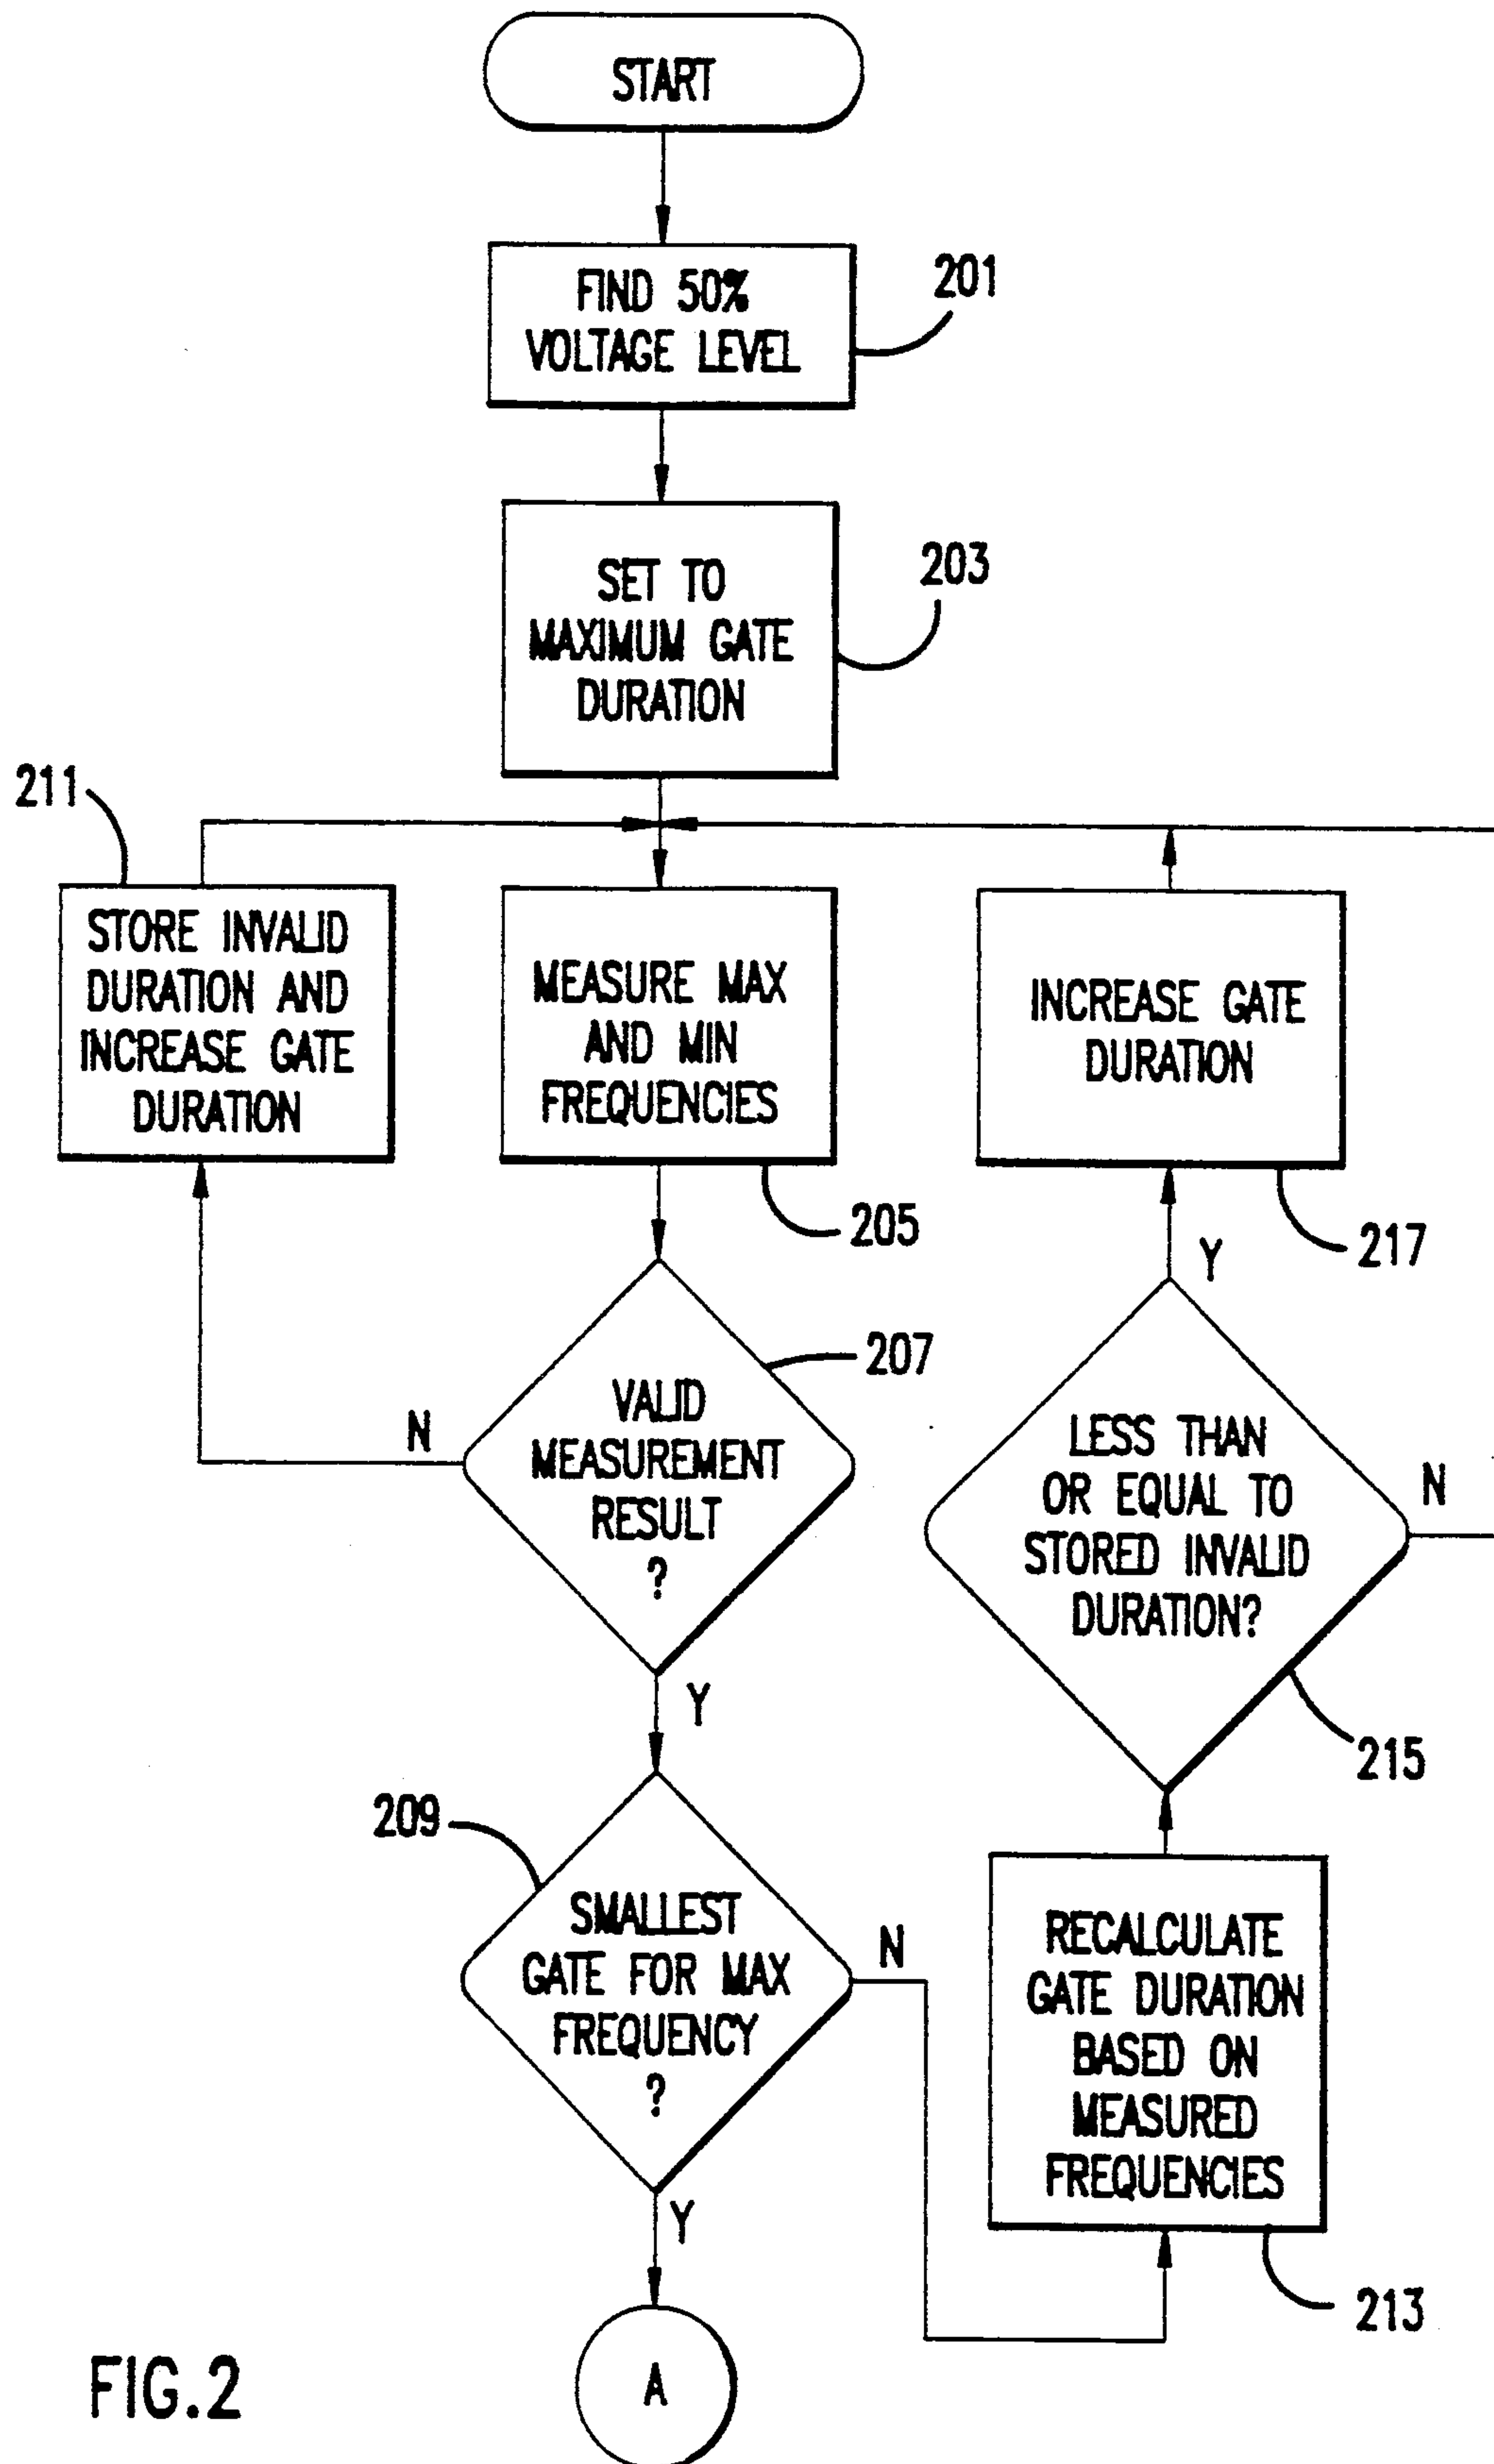 START
FIND 50%
VOLTAGE LEVEL
201
SET TO
MAXIMUM GATE
DURATION
203
211
STORE INVALID
DURATION AND
INCREASE GATE
DURATION
MEASURE MAX
AND MIN
FREQUENCIES
205
INCREASE GATE
DURATION
217
Y
207
VALID
MEASUREMENT
RESULT
?
N
LESS THAN
OR EQUAL TO
STORED INVALID
DURATION?
N
215
Y
209
SMALLEST
GATE FOR MAX
FREQUENCY
?
N
RECALCULATE
GATE DURATION
BASED ON
MEASURED
FREQUENCIES
213
Y
A
FIG.2